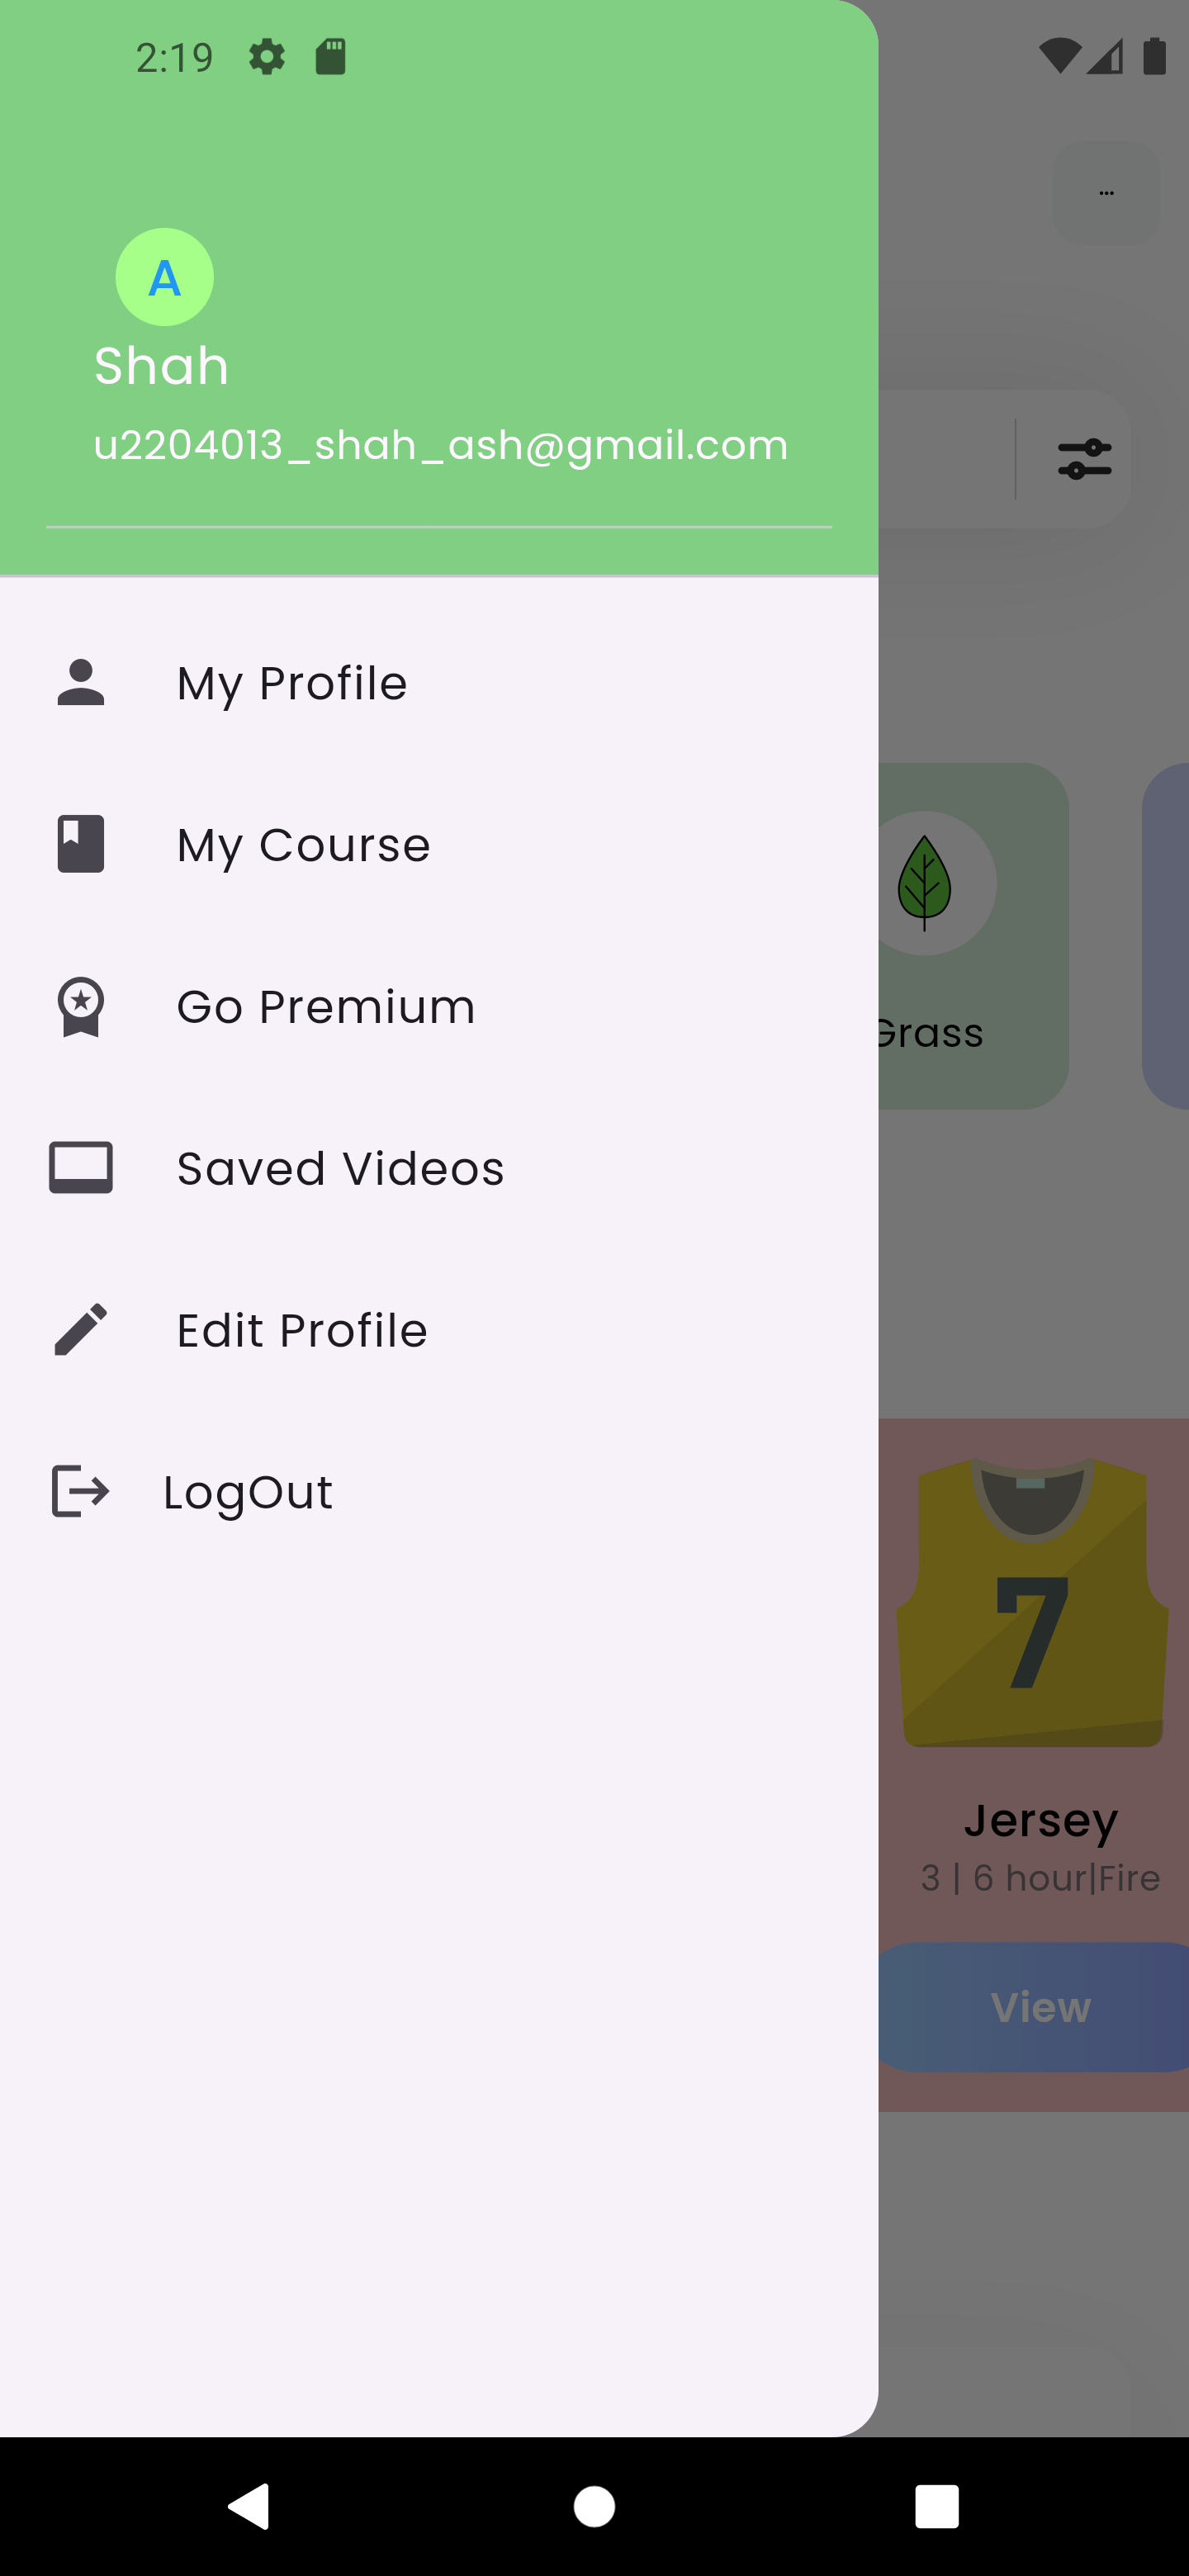 2:19
...
A
Shah
u2204013_shah_ash@gmail.com
My Profile
My Course
Go Premium
Grass
Saved Videos
Edit Profile
LogOut
7
Jersey
3 | 6 hour|Fire
View